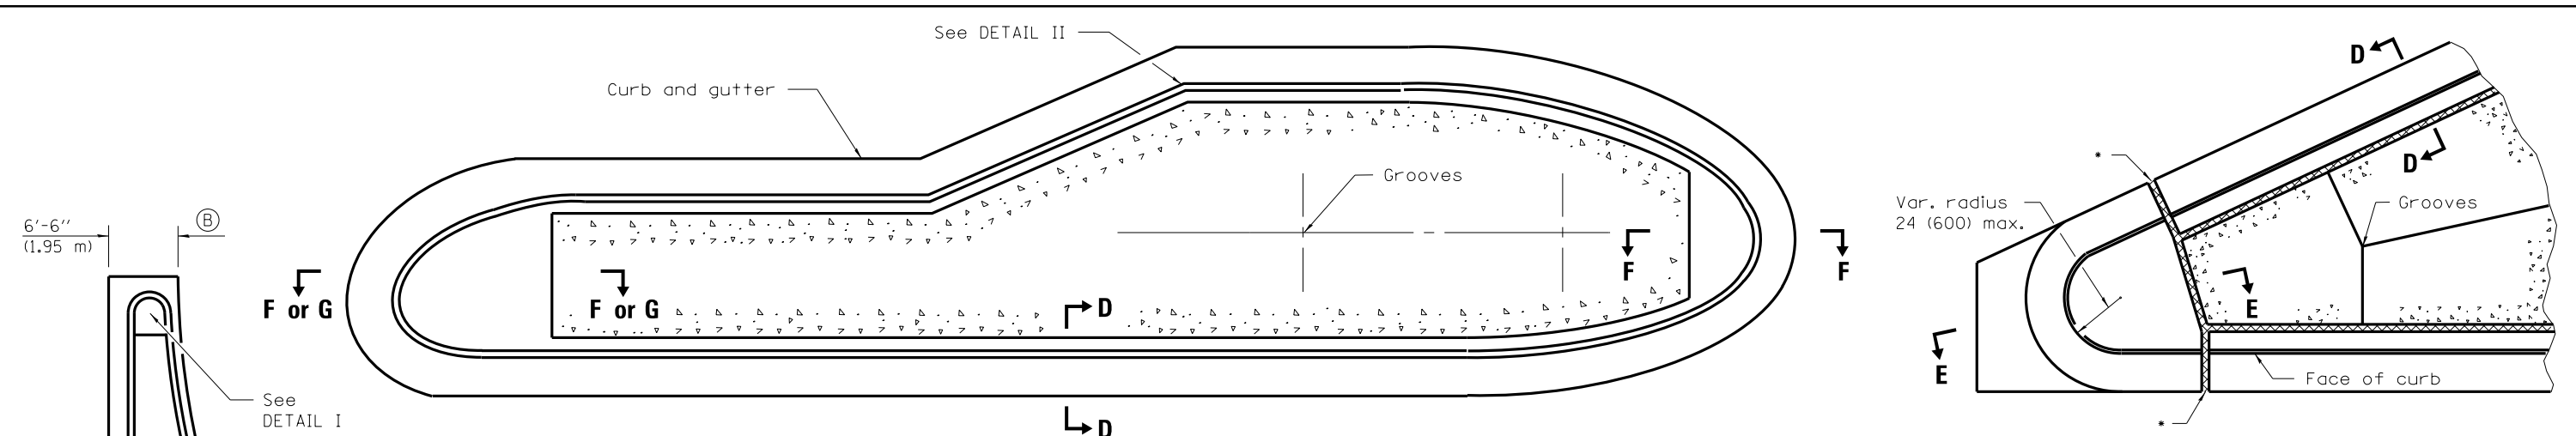 6'-6"
(1.95 m)
B
See
DETAIL I
See DETAIL II
Curb and gutter
Grooves
F or G
F or G
D
D
F
F
D
D
Var. radius
24 (600) max.
*
Grooves
E
E
Face of curb
*